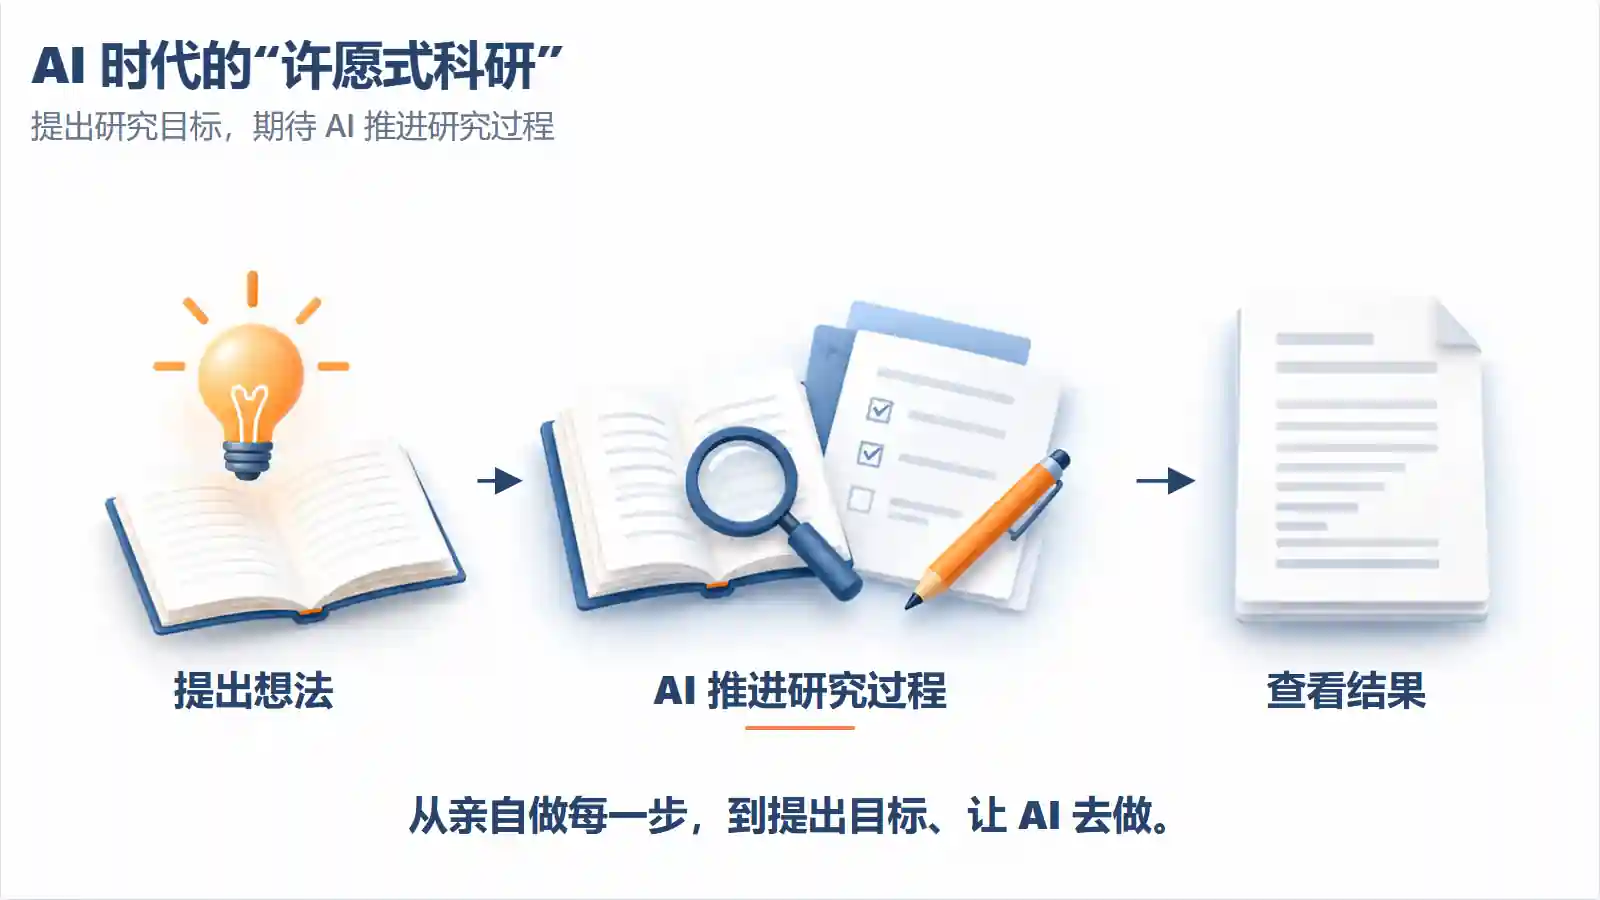 AI 时代的“许愿式科研”
提出研究目标，期待 AI 推进研究过程
提出想法
AI 推进研究过程
查看结果
从亲自做每一步，到提出目标、让 AI 去做。